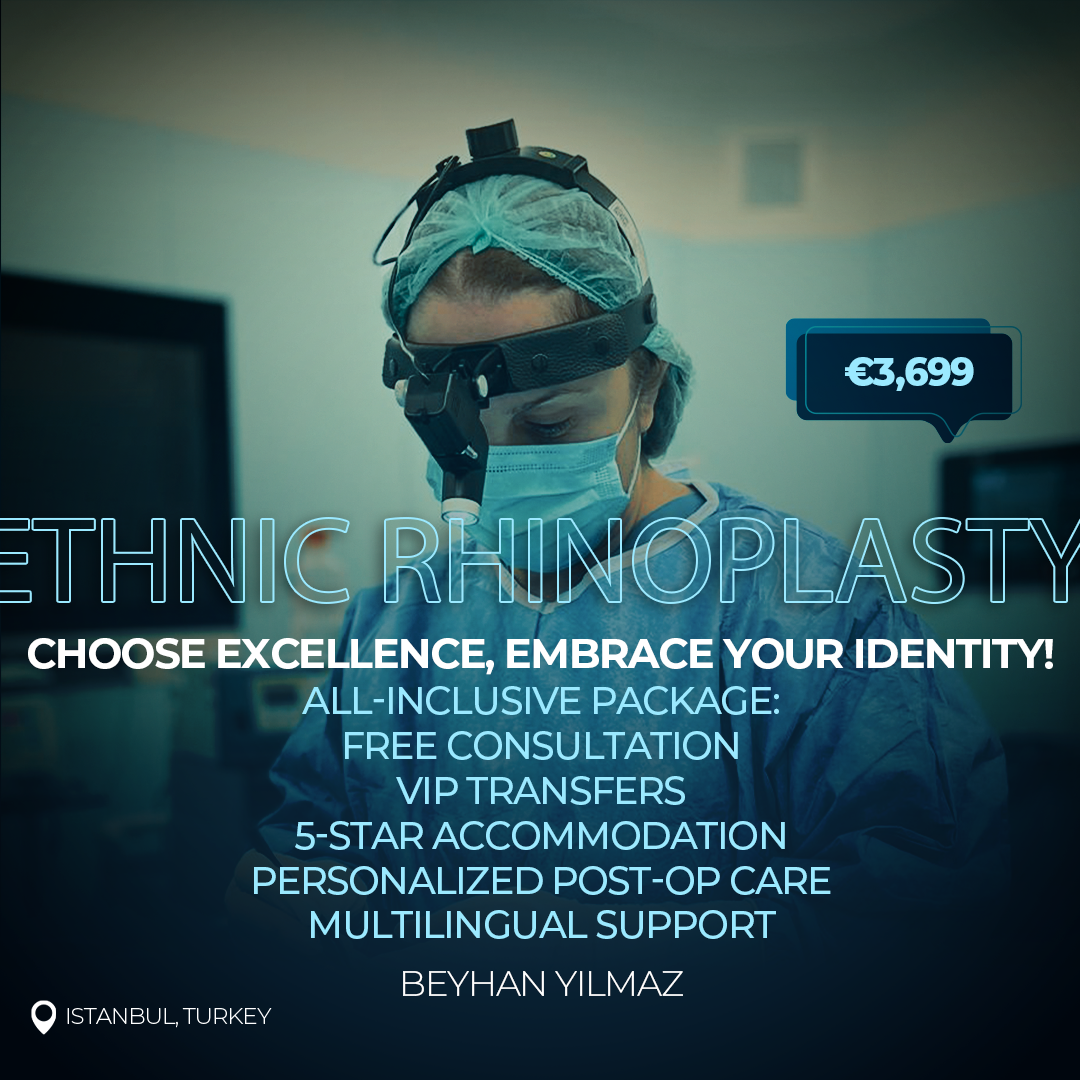 €3,699
ETHNIC RHINOPLASTY
CHOOSE EXCELLENCE, EMBRACE YOUR IDENTITY!
ALL-INCLUSIVE PACKAGE:
FREE CONSULTATION
VIP TRANSFERS
5-STAR ACCOMMODATION
PERSONALIZED POST-OP CARE
MULTILINGUAL SUPPORT
BEYHAN YILMAZ
ISTANBUL, TURKEY